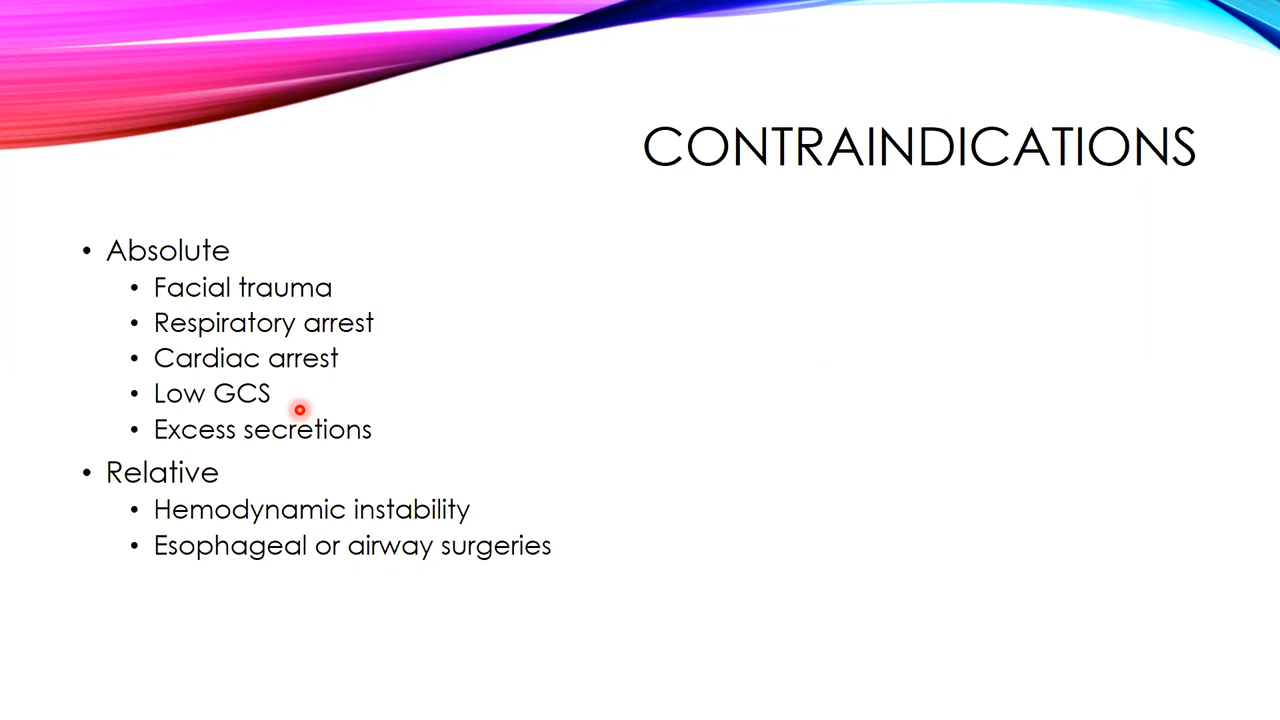 CONTRAINDICATIONS
• Absolute
• Facial trauma
• Respiratory arrest
• Cardiac arrest
• Low GCS
• Excess secretions
• Relative
• Hemodynamic instability
• Esophageal or airway surgeries